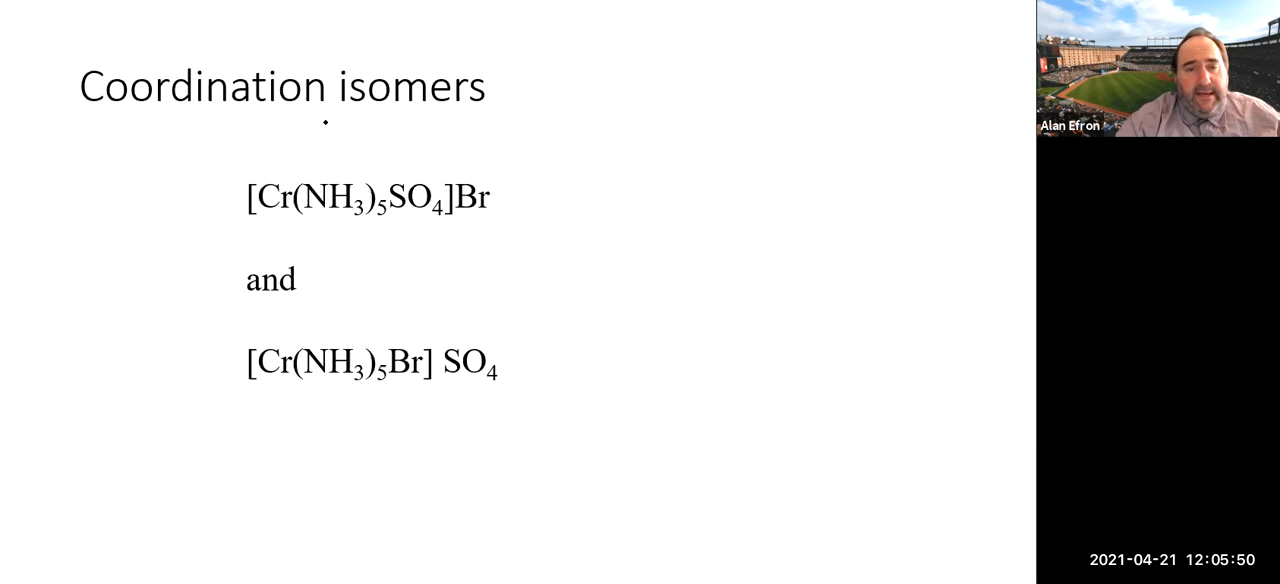 Coordination isomers
[Cr(NH₃)₅SO₄]Br
and
[Cr(NH₃)₅Br] SO₄
Alan Efron
2021-04-21 12:05:50